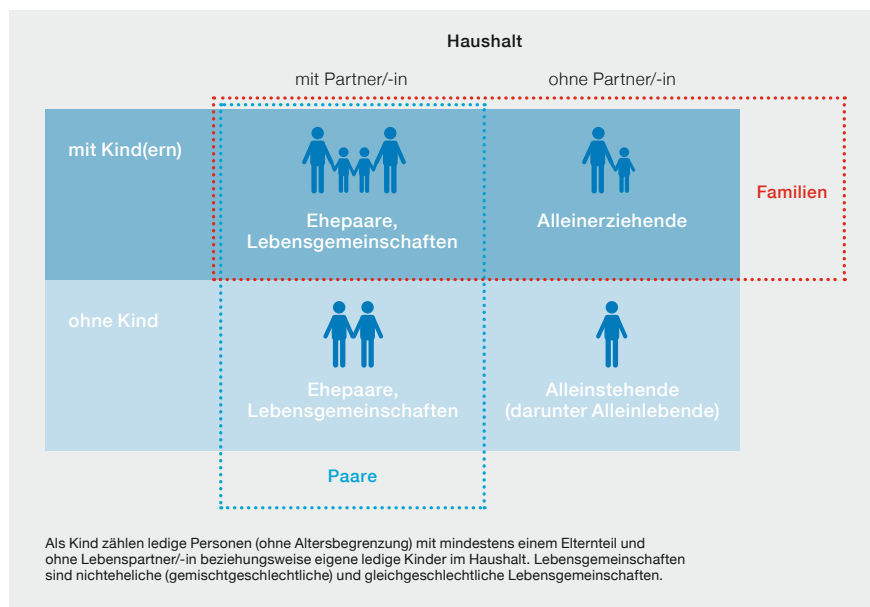 Haushalt
mit Partner/-in
ohne Partner/-in
mit Kind(ern)
Ehepaare,
Lebensgemeinschaften
Alleinerziehende
Familien
ohne Kind
Ehepaare,
Lebensgemeinschaften
Alleinstehende
(darunter Alleinlebende)
Paare
Als Kind zählen ledige Personen (ohne Altersbegrenzung) mit mindestens einem Elternteil und
ohne Lebenspartner/-in beziehungsweise eigene ledige Kinder im Haushalt. Lebensgemeinschaften
sind nichteheliche (gemischtgeschlechtliche) und gleichgeschlechtliche Lebensgemeinschaften.